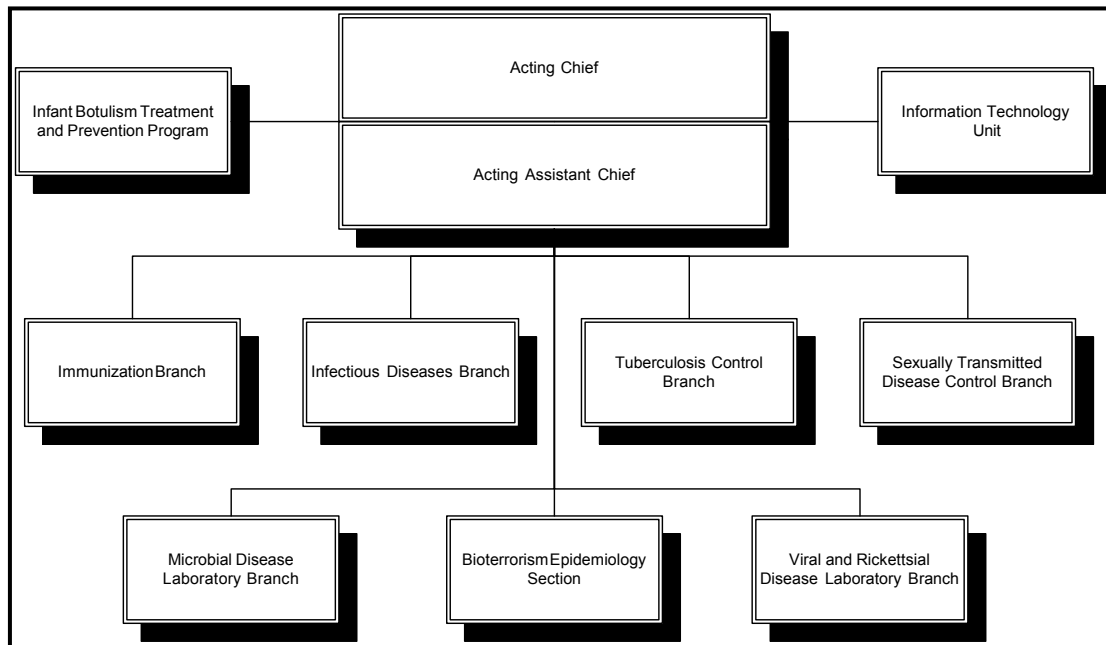 Acting Chief
Infant Botulism Treatment
and Prevention Program
Information Technology
Unit
Acting Assistant Chief
Immunization Branch
Infectious Diseases Branch
Tuberculosis Control
Branch
Sexually Transmitted
Disease Control Branch
Microbial Disease
Laboratory Branch
Bioterrorism Epidemiology
Section
Viral and Rickettsial
Disease Laboratory Branch